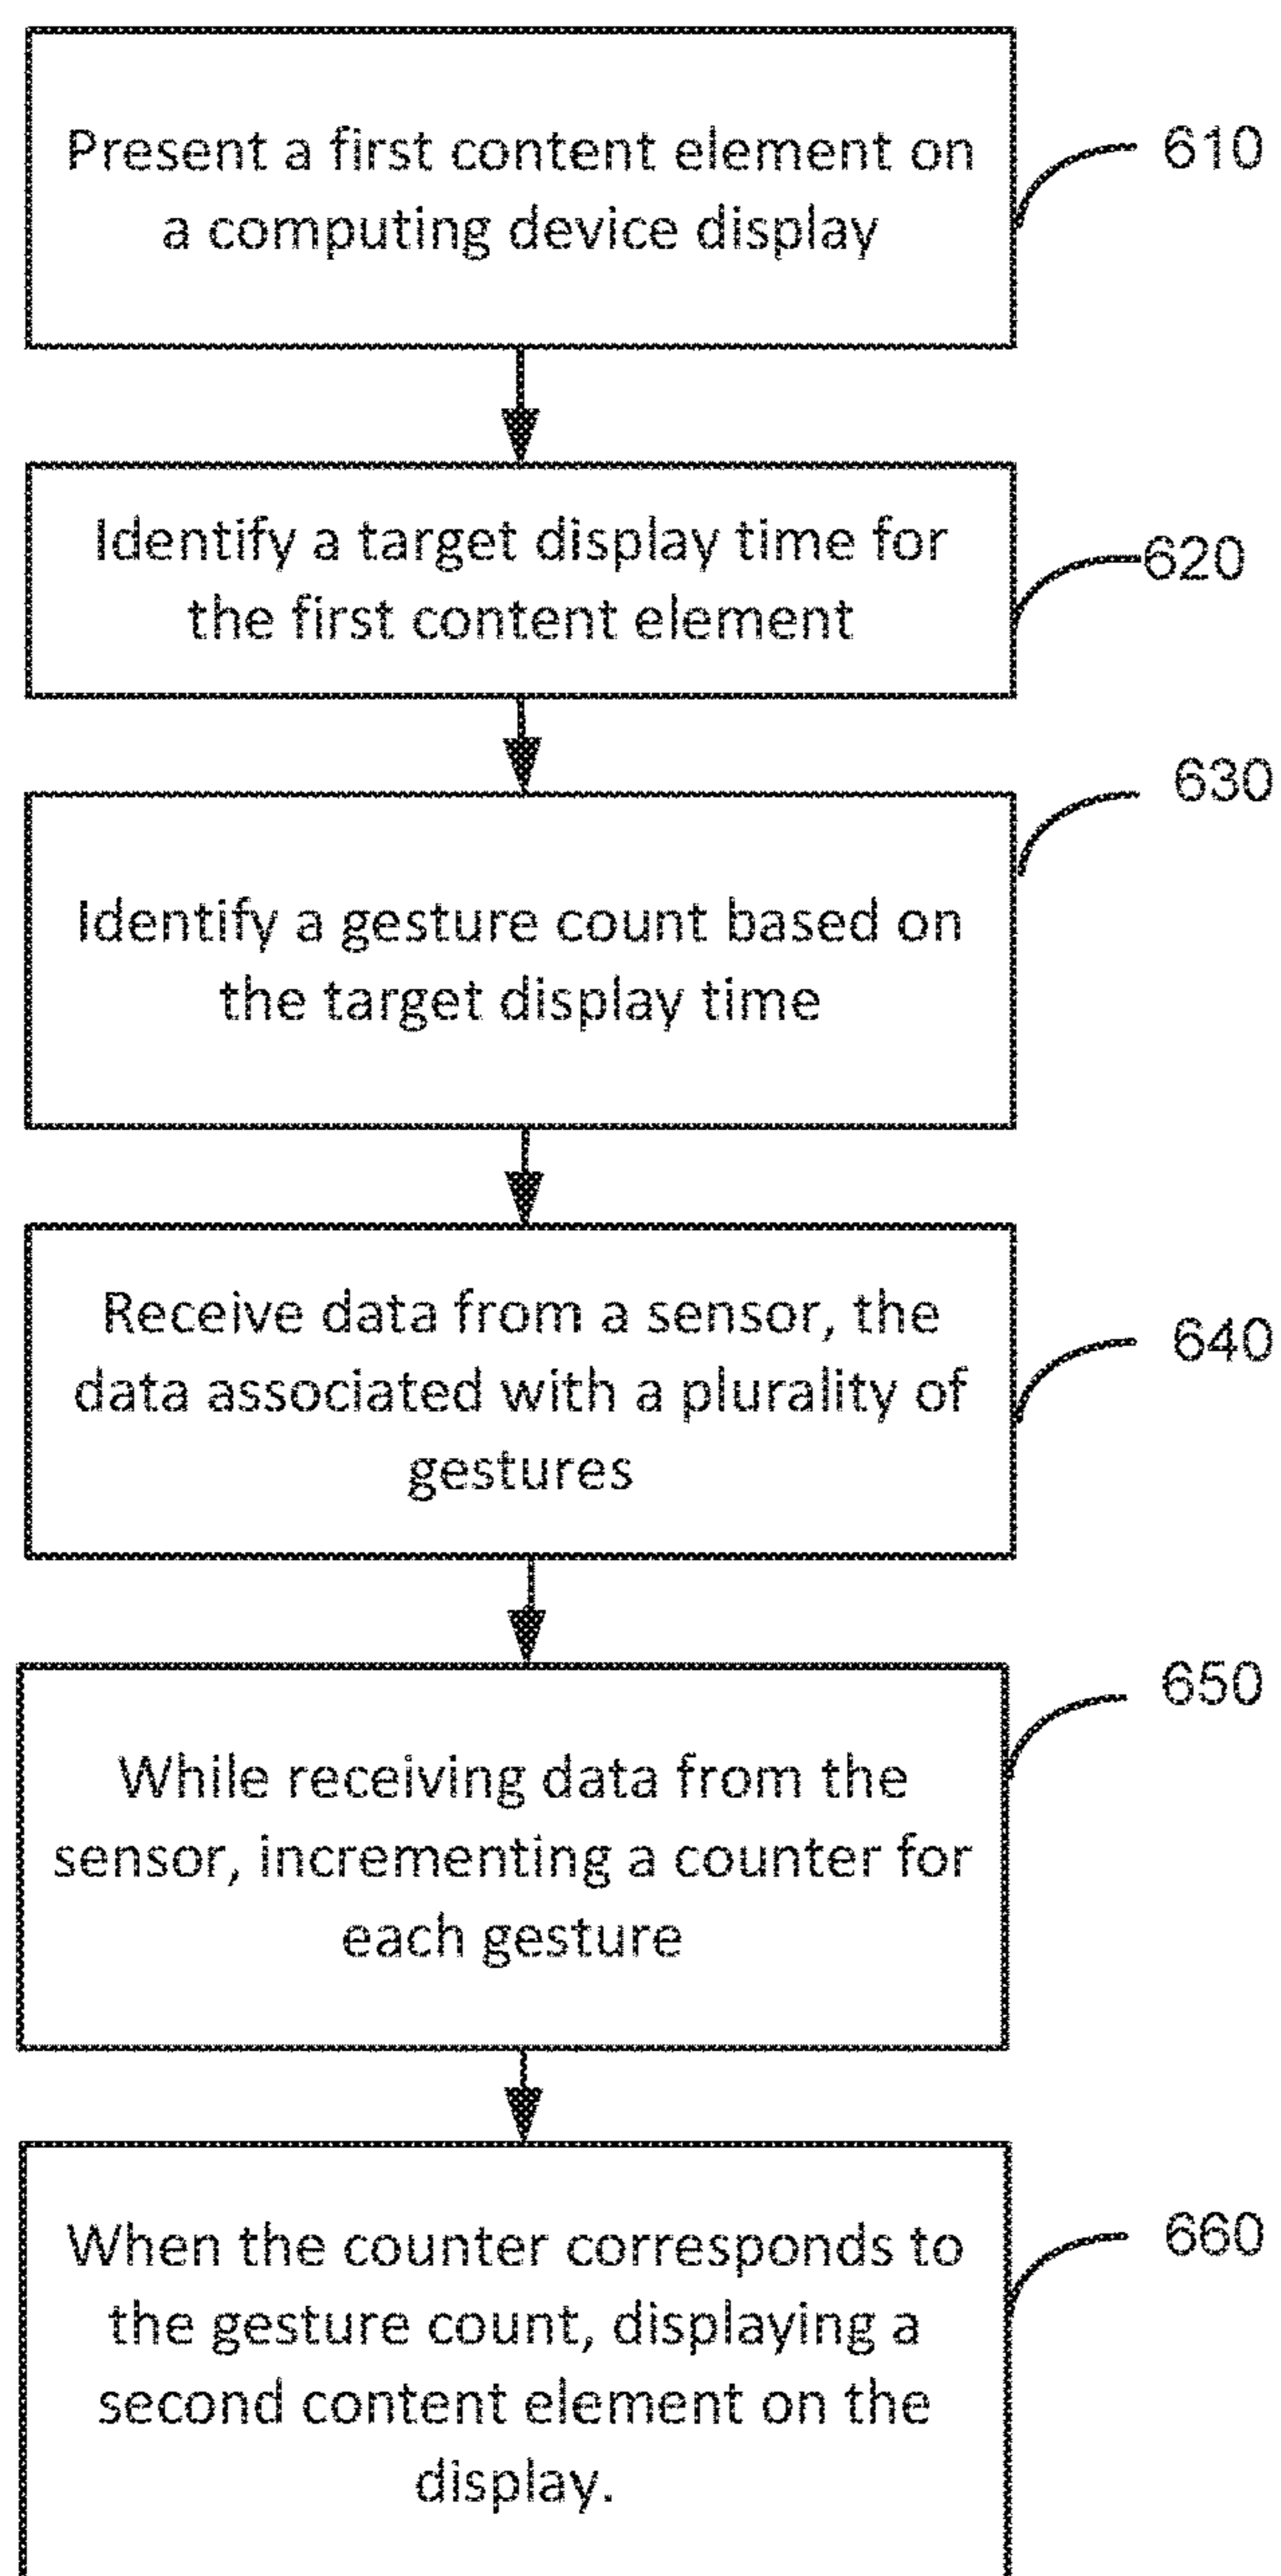 Present a first content element on
a computing device display
610
Identify a target display time for
the first content element
620
630
Identify a gesture count based on
the target display time
Receive data from a sensor, the
data associated with a plurality of
gestures
640
650
While receiving data from the
sensor, incrementing a counter for
each gesture
When the counter corresponds to
the gesture count, displaying a
second content element on the
display.
660